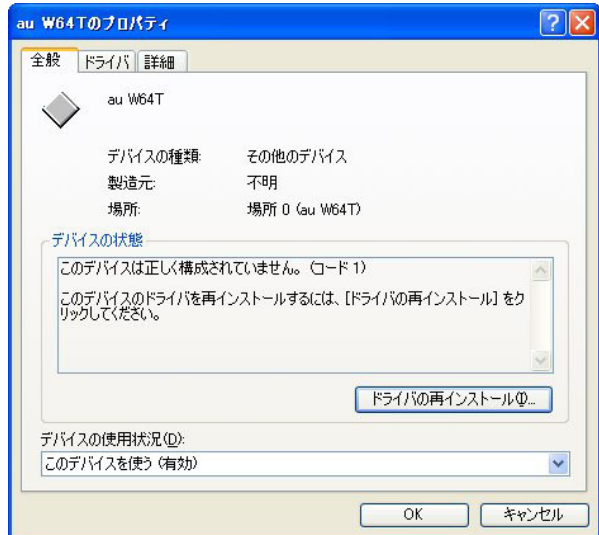 au W64Tのプロパティ
全般 ドライバ 詳細
au W64T
デバイスの種類: その他のデバイス
製造元: 不明
場所: 場所 0 (au W64T)
デバイスの状態
このデバイスは正しく構成されていません。 (コード 1)
このデバイスのドライバを再インストールするには、[ドライバの再インストール] をク
リックしてください。
ドライバの再インストール(I)...
デバイスの使用状況(D):
このデバイスを使う (有効)
OK キャンセル